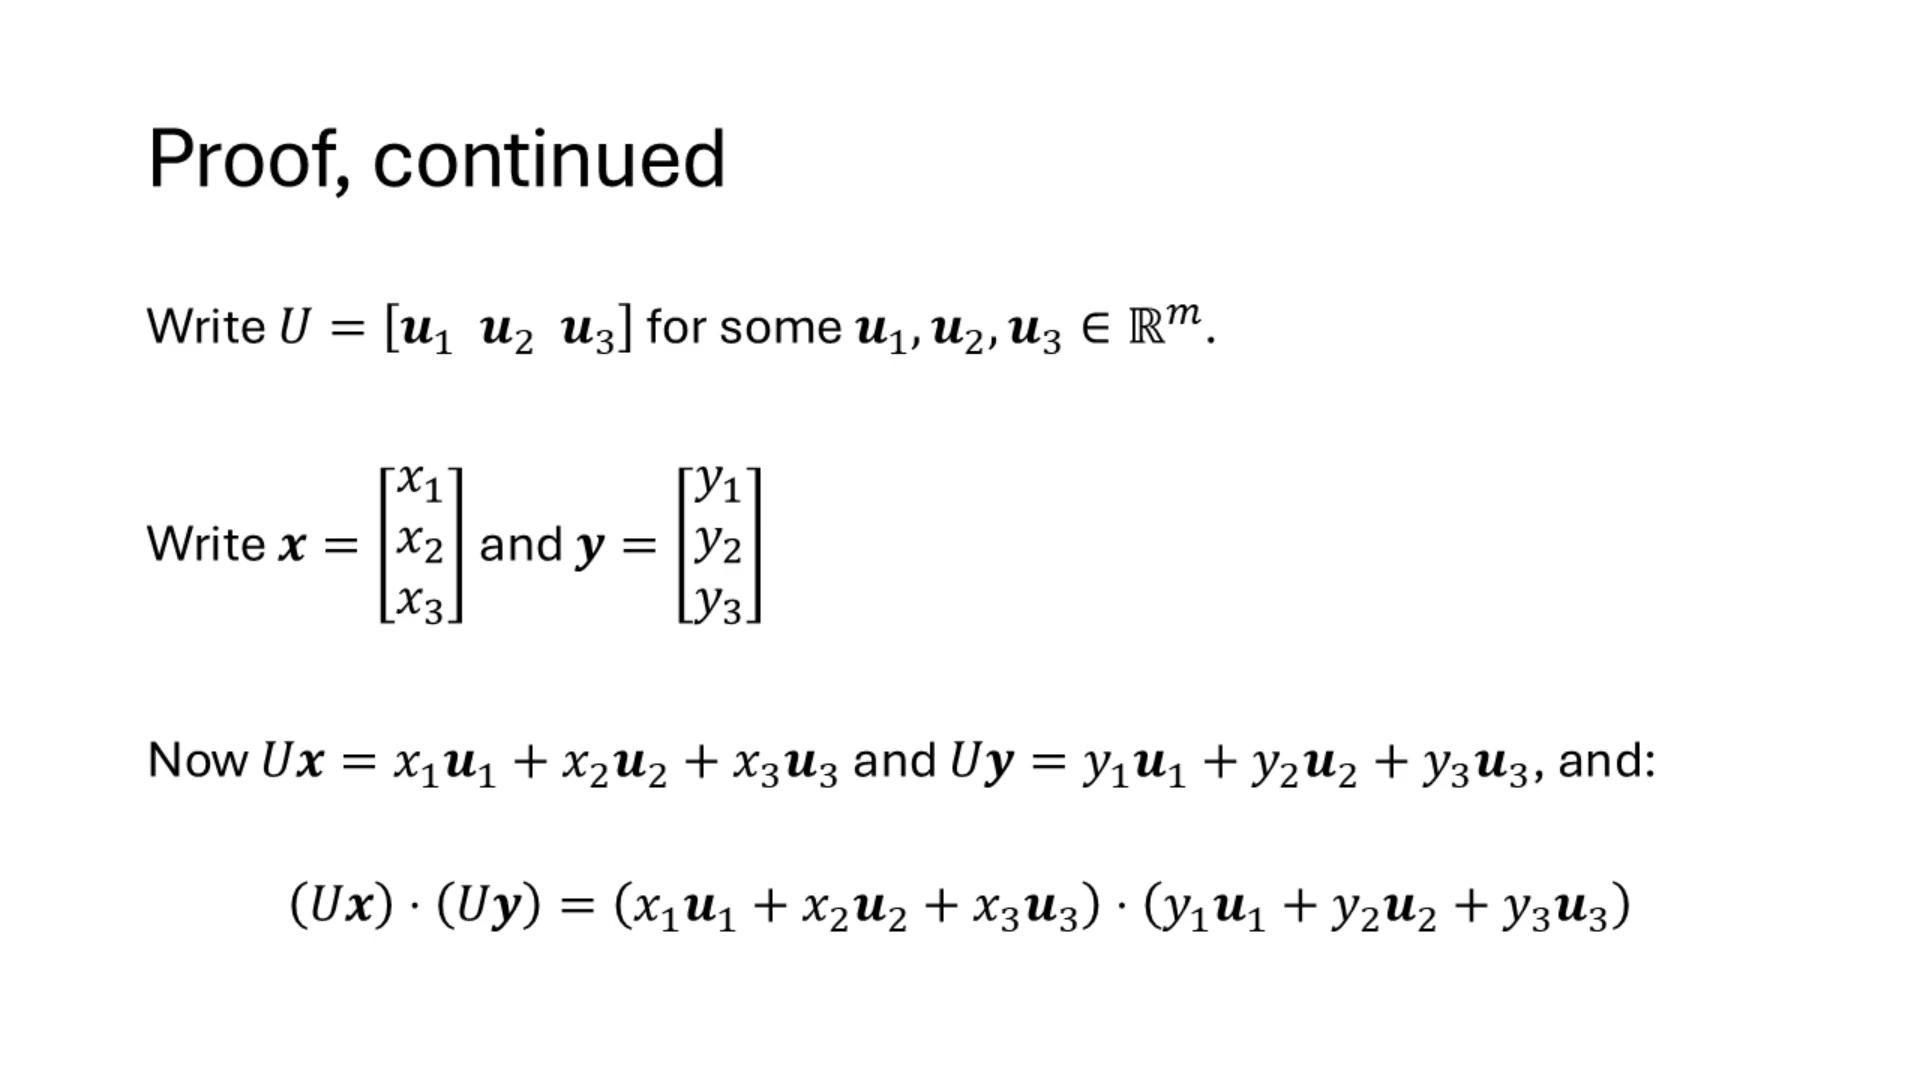 Proof, continued
Write 𝑈 = [𝒖₁ 𝒖₂ 𝒖₃] for some 𝒖₁, 𝒖₂, 𝒖₃ ∈ ℝᵐ.
Write 𝒙 = [𝑥₁ 𝑥₂ 𝑥₃] and 𝒚 = [𝑦₁ 𝑦₂ 𝑦₃]
Now 𝑈𝒙 = 𝑥₁𝒖₁ + 𝑥₂𝒖₂ + 𝑥₃𝒖₃ and 𝑈𝒚 = 𝑦₁𝒖₁ + 𝑦₂𝒖₂ + 𝑦₃𝒖₃, and:
(𝑈𝒙) · (𝑈𝒚) = (𝑥₁𝒖₁ + 𝑥₂𝒖₂ + 𝑥₃𝒖₃) · (𝑦₁𝒖₁ + 𝑦₂𝒖₂ + 𝑦₃𝒖₃)